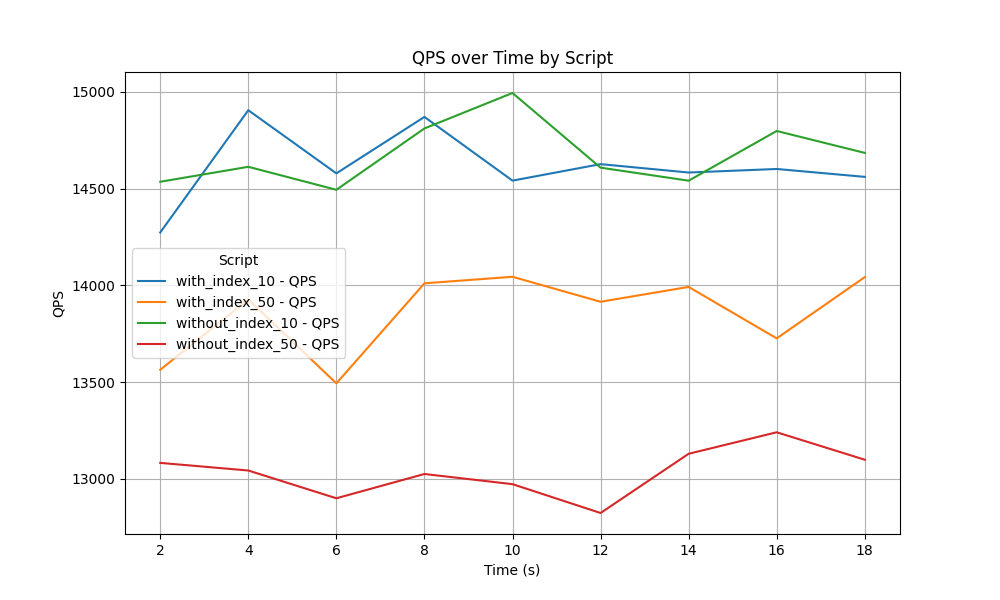 QPS over Time by Script
15000
14500
14000
13500
13000
QPS
Script
with_index_10 - QPS
with_index_50 - QPS
without_index_10 - QPS
without_index_50 - QPS
2 4 6 8 10 12 14 16 18
Time (s)